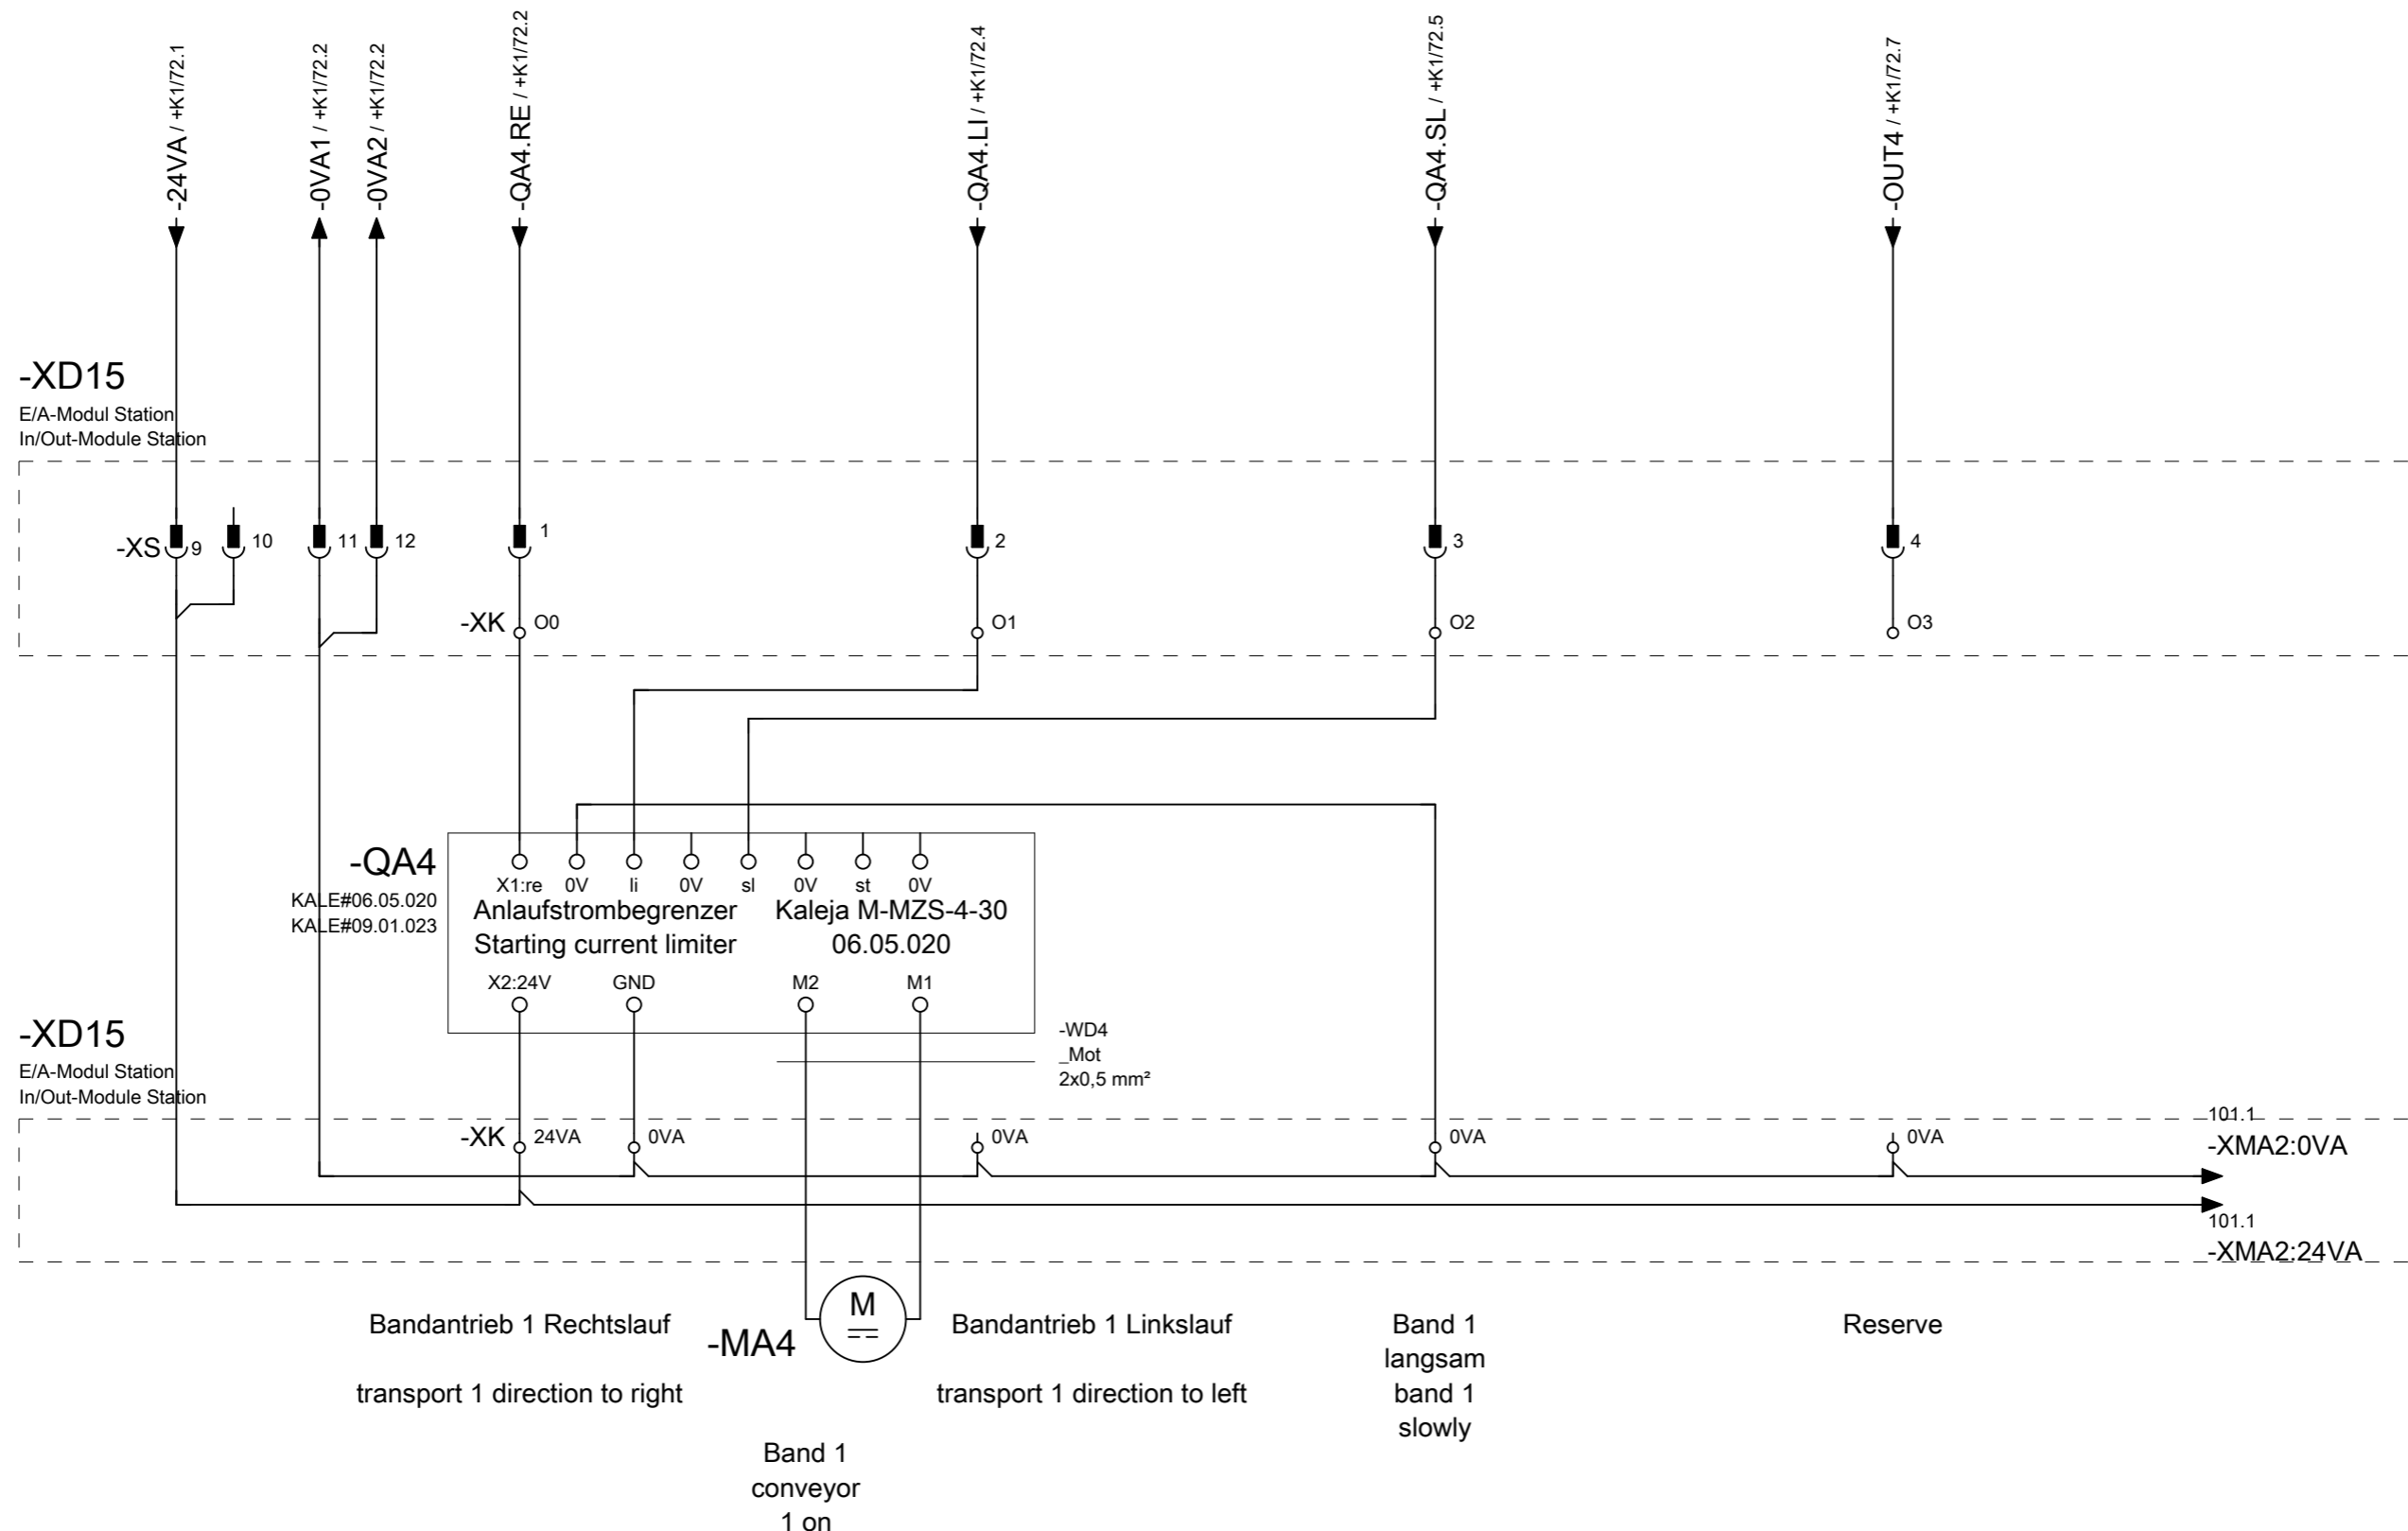 -24VA / +K1/72.1
-0VA1 / +K1/72.2
-0VA2 / +K1/72.2
-QA4.RE / +K1/72.2
-QA4.LI / +K1/72.4
-QA4.SL / +K1/72.5
-OUT4 / +K1/72.7
-XD15
E/A-Modul Station
In/Out-Module Station
-XS 9 10 11 12 1 2 3 4
-XK O0 O1 O2 O3
-QA4
KALE#06.05.020
KALE#09.01.023
X1:re 0V li 0V sl 0V st 0V
Anlaufstrombegrenzer Kaleja M-MZS-4-30
Starting current limiter 06.05.020
X2:24V GND M2 M1
-WD4
_Mot
2x0,5 mm²
-XD15
E/A-Modul Station
In/Out-Module Station
-XK 24VA 0VA 0VA 0VA 0VA
101.1
-XMA2:0VA
101.1
-XMA2:24VA
M
-MA4
Bandantrieb 1 Rechtslauf
transport 1 direction to right
Band 1
conveyor
1 on
Bandantrieb 1 Linkslauf
transport 1 direction to left
Band 1
langsam
band 1
slowly
Reserve